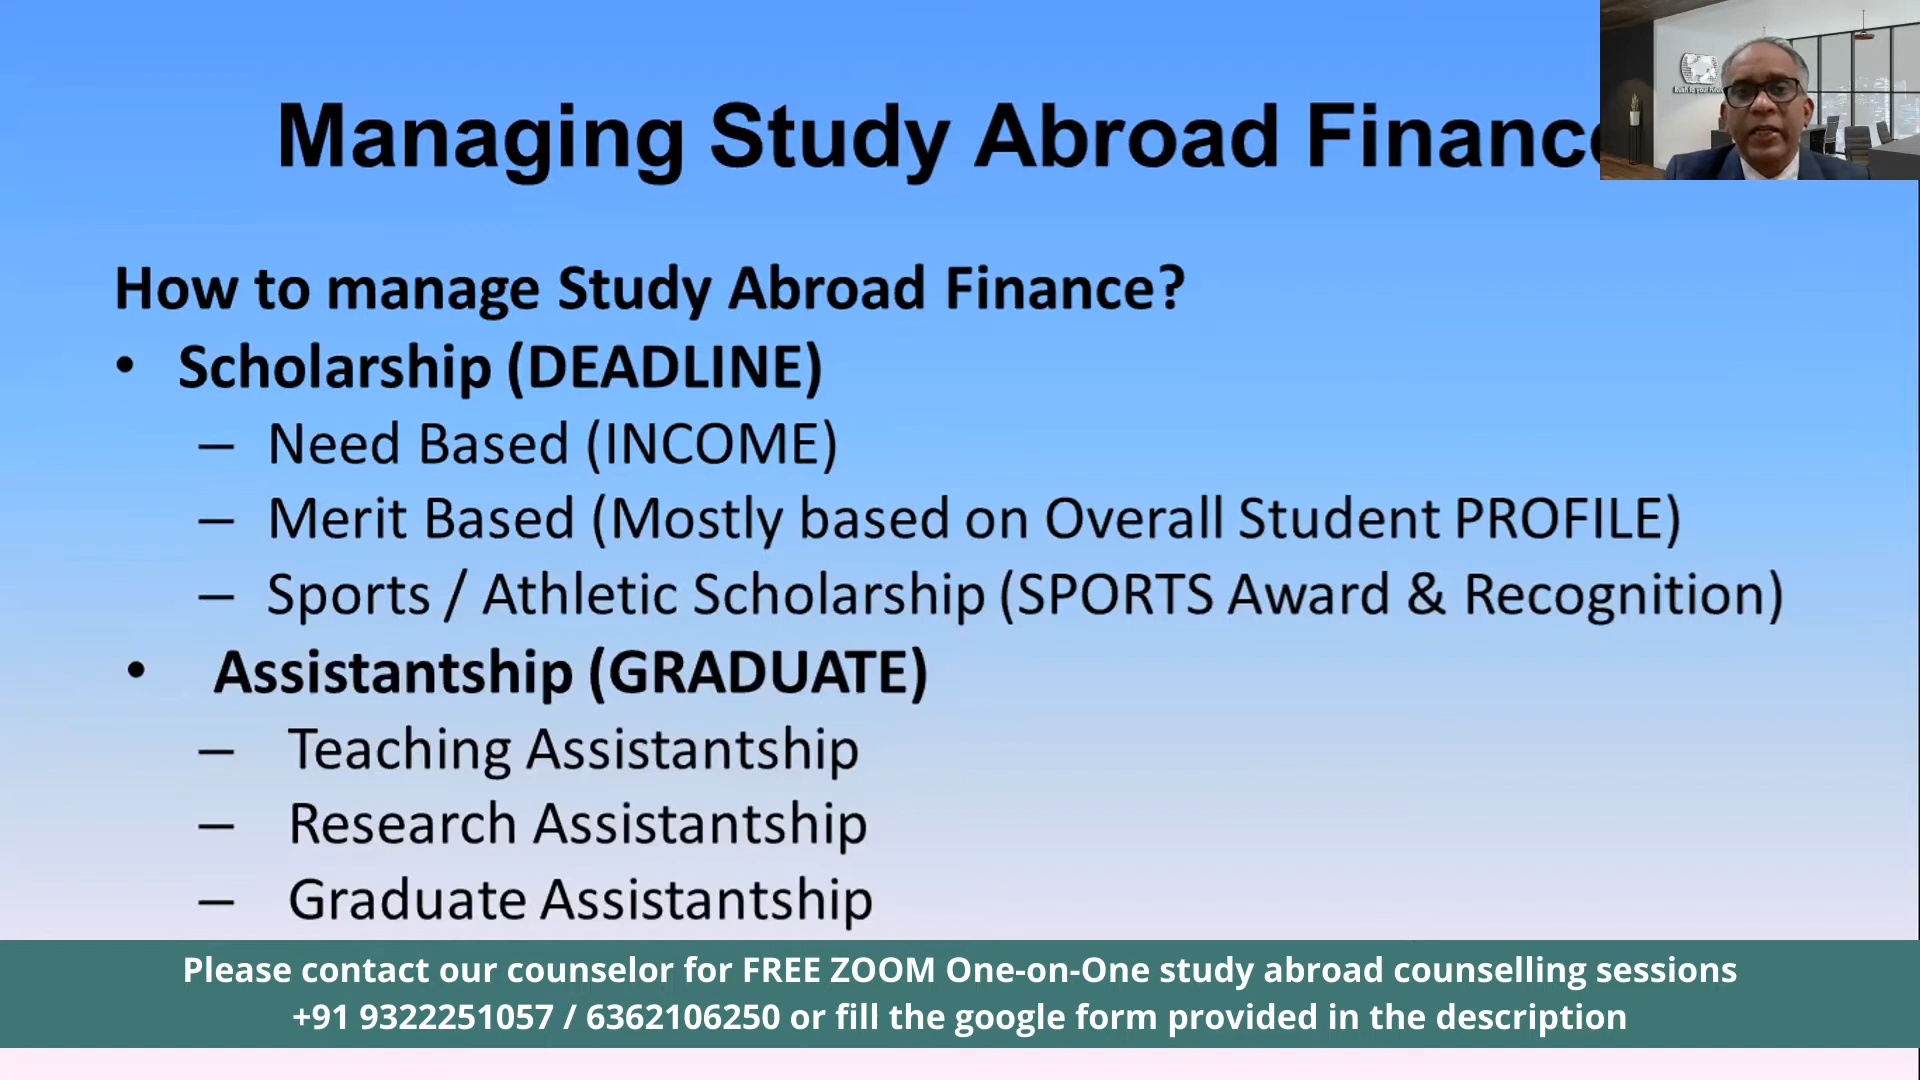 Managing Study Abroad Financ
How to manage Study Abroad Finance?
• Scholarship (DEADLINE)
– Need Based (INCOME)
– Merit Based (Mostly based on Overall Student PROFILE)
– Sports / Athletic Scholarship (SPORTS Award & Recognition)
• Assistantship (GRADUATE)
– Teaching Assistantship
– Research Assistantship
– Graduate Assistantship
Please contact our counselor for FREE ZOOM One-on-One study abroad counselling sessions
+91 9322251057 / 6362106250 or fill the google form provided in the description